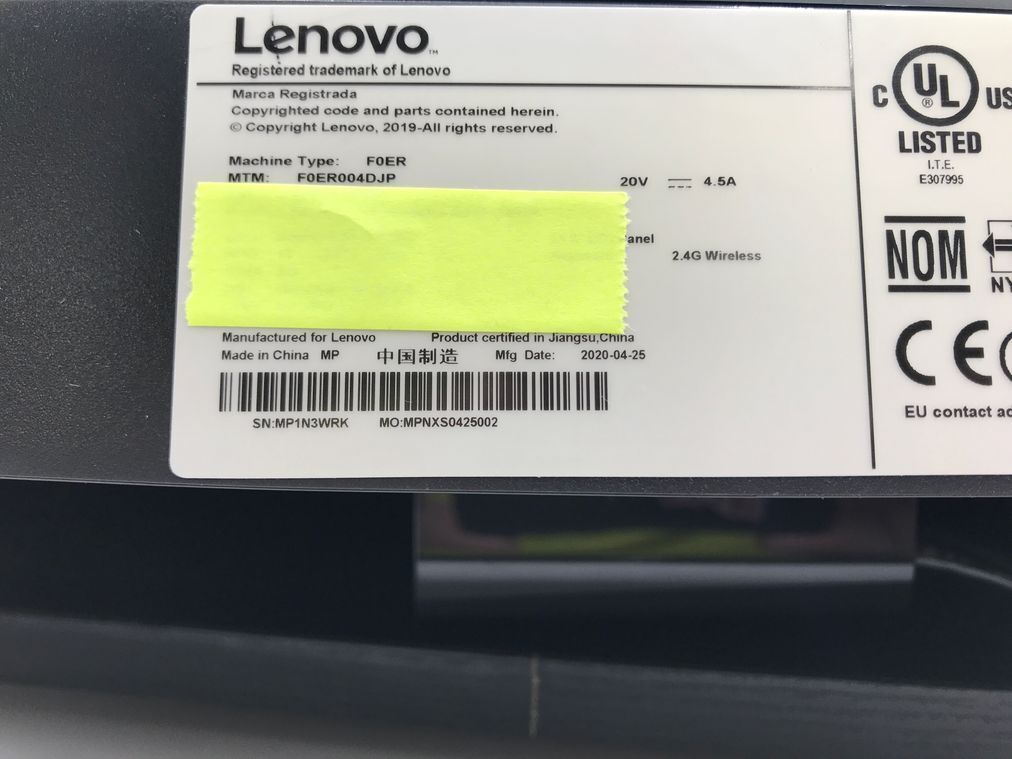 Lenovo™
Registered trademark of Lenovo
Marca Registrada
Copyrighted code and parts contained herein.
© Copyright Lenovo, 2019-All rights reserved.
Machine Type: F0ER
MTM: F0ER004DJP
20V 4.5A
anel
2.4G Wireless
Manufactured for Lenovo Product certified in Jiangsu,China
Made in China MP 中国制造 Mfg Date: 2020-04-25
SN:MP1N3WRK MO:MPNXS0425002
C UL ® US
LISTED
I.T.E.
E307995
NOM
NY
CE
EU contact ad